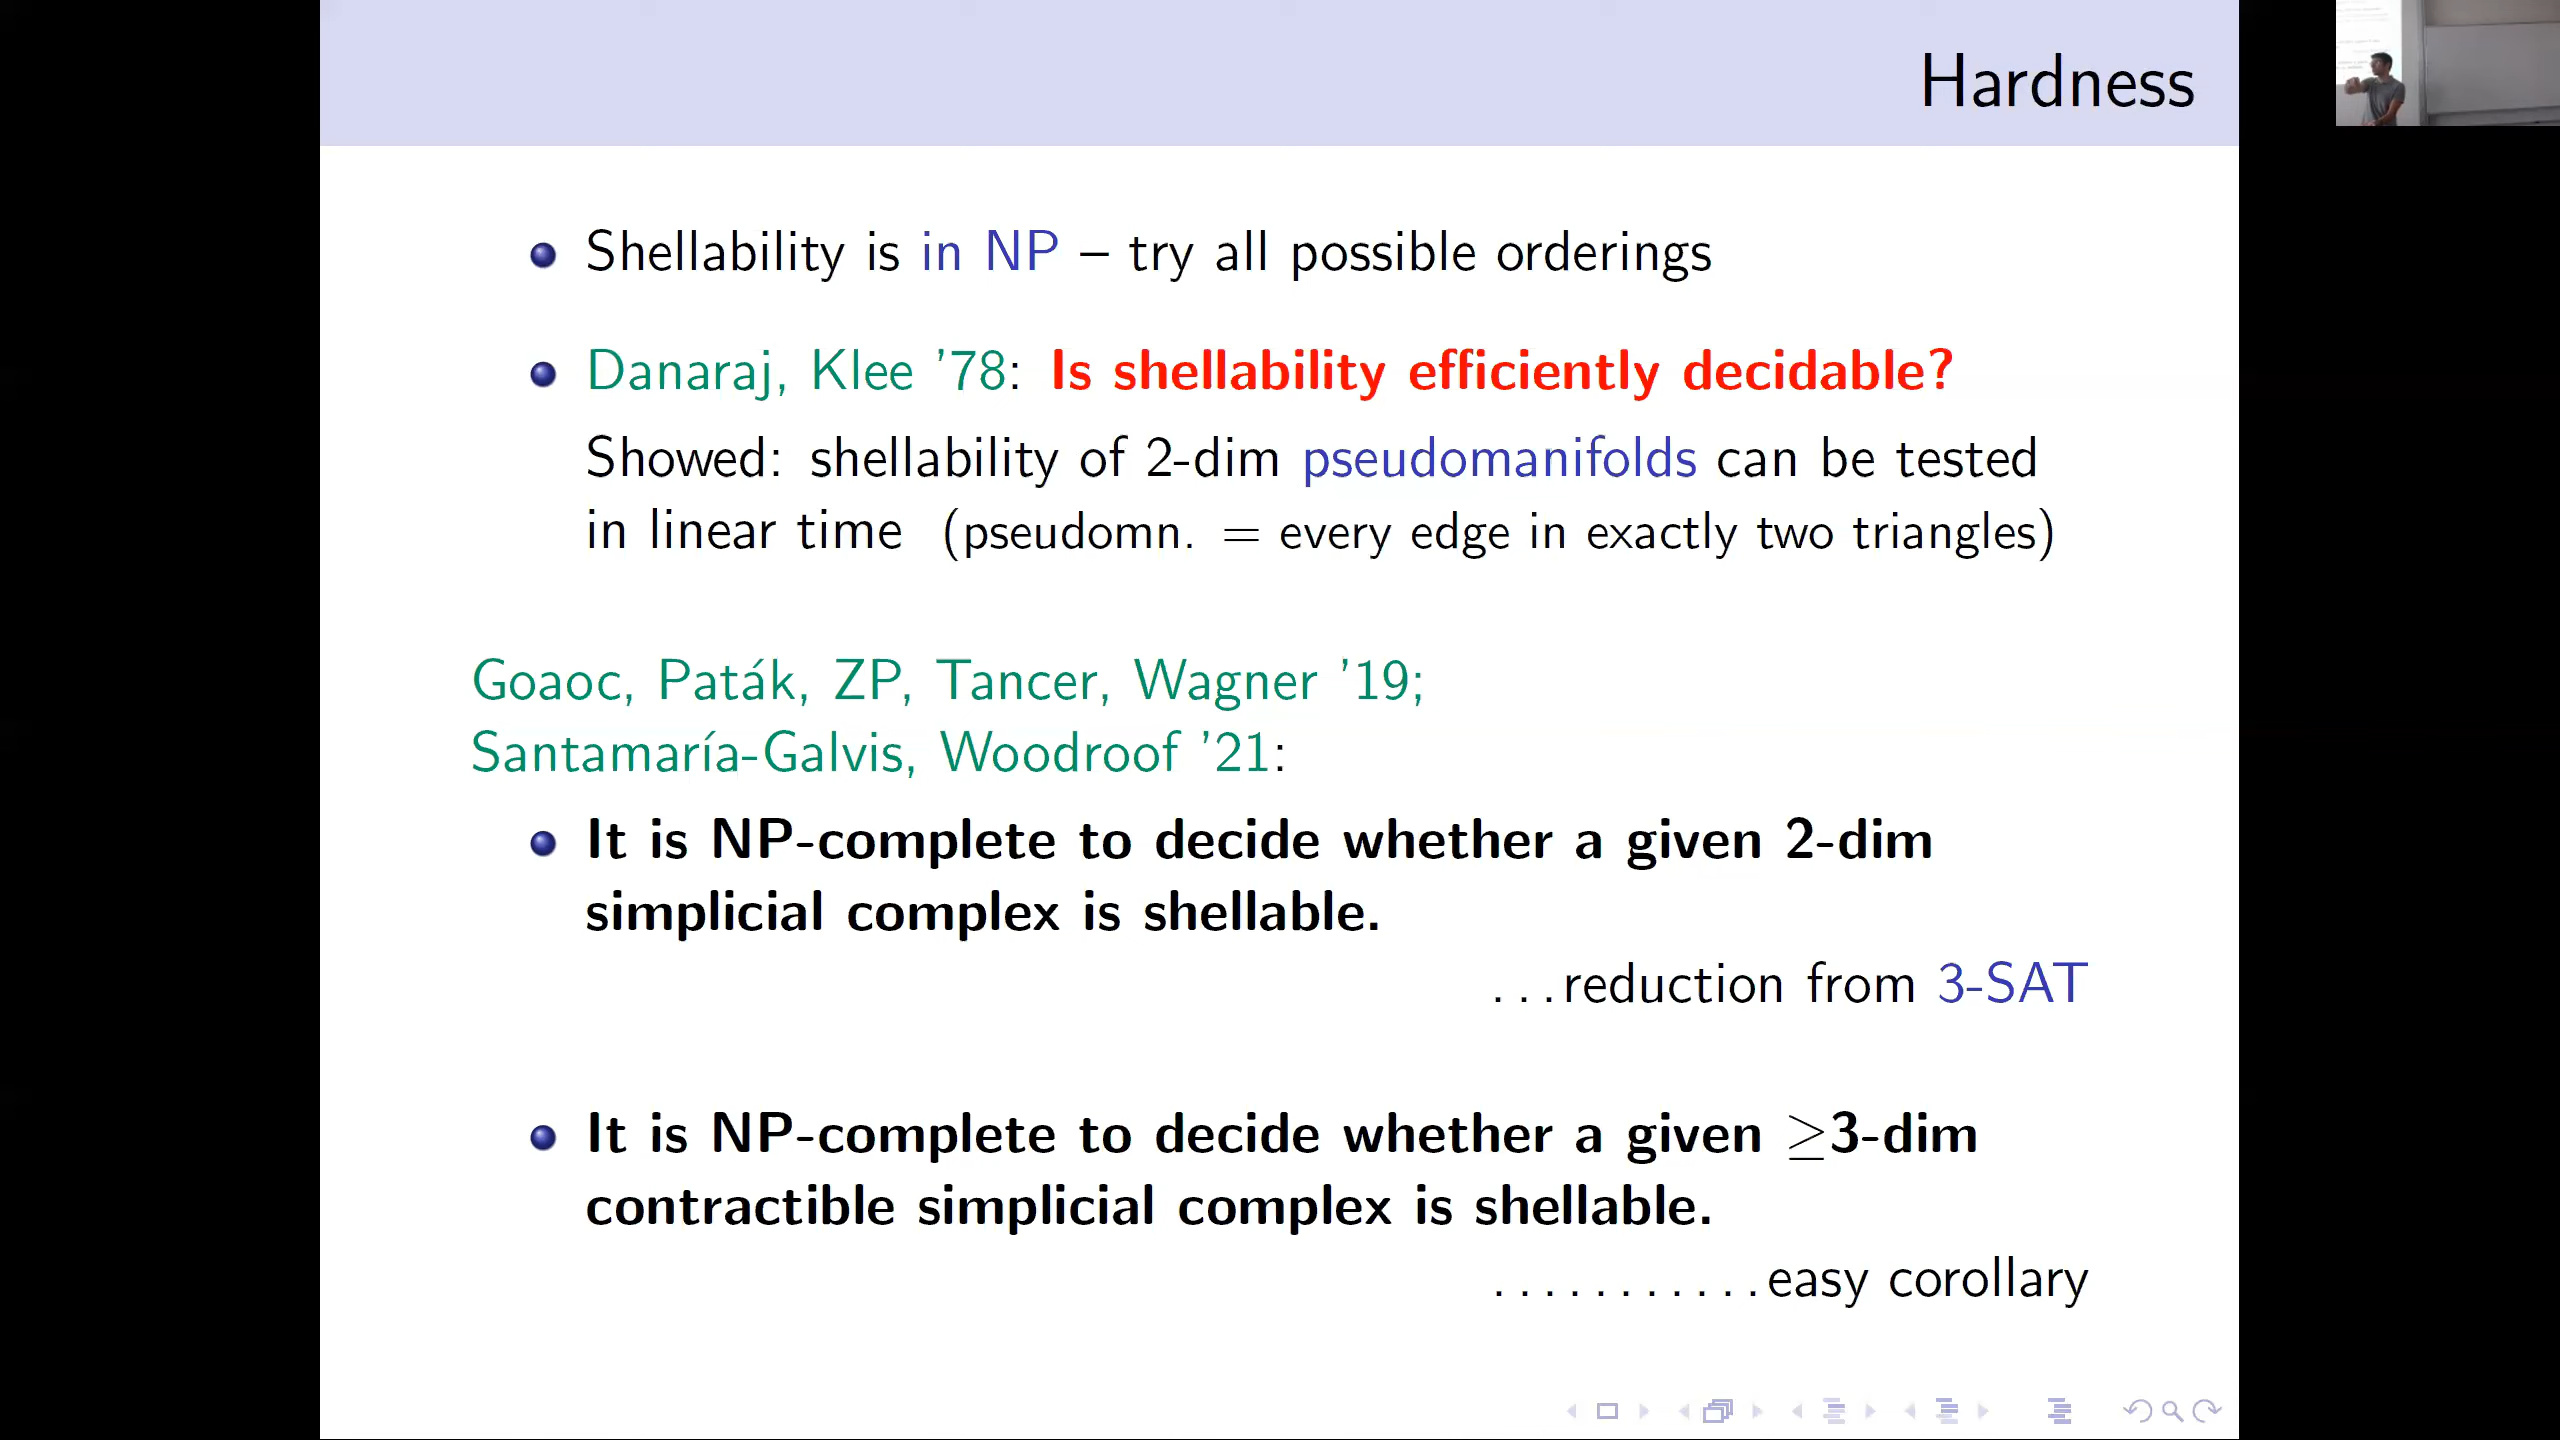 Hardness
Shellability is in NP – try all possible orderings
Danaraj, Klee ’78: Is shellability efficiently decidable?
Showed: shellability of 2-dim pseudomanifolds can be tested
in linear time (pseudomn. = every edge in exactly two triangles)
Goaoc, Paták, ZP, Tancer, Wagner ’19;
Santamaría-Galvis, Woodroof ’21:
It is NP-complete to decide whether a given 2-dim
simplicial complex is shellable.
...reduction from 3-SAT
It is NP-complete to decide whether a given ≥3-dim
contractible simplicial complex is shellable.
...........easy corollary